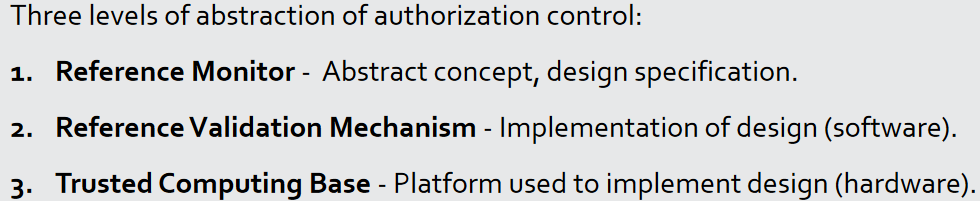 Three levels of abstraction of authorization control:
1. Reference Monitor - Abstract concept, design specification.
2. Reference Validation Mechanism - Implementation of design (software).
3. Trusted Computing Base - Platform used to implement design (hardware).